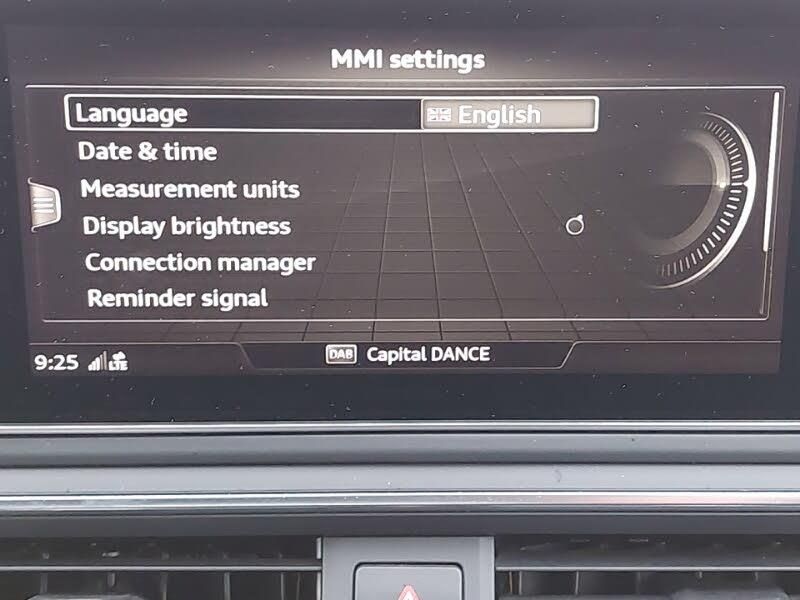 MMI settings
Language English
Date & time
Measurement units
Display brightness
Connection manager
Reminder signal
9:25 LTE DAB Capital DANCE